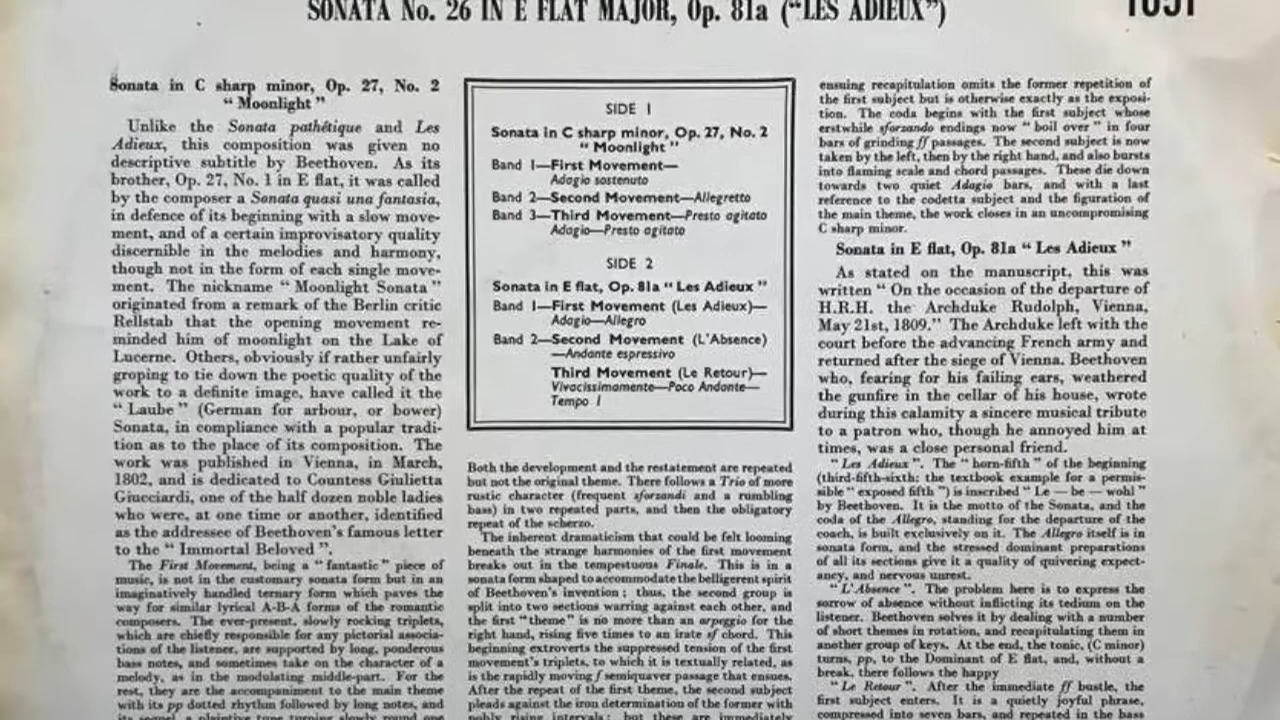 SONATA No. 26 IN E FLAT MAJOR, Op. 81a ("LES ADIEUX")
Sonata in C sharp minor, Op. 27, No. 2
" Moonlight "
Unlike the Sonata pathétique and Les
Adieux, this composition was given no
descriptive subtitle by Beethoven. As its
brother, Op. 27, No. 1 in E flat, it was called
by the composer a Sonata quasi una fantasia,
in defence of its beginning with a slow move-
ment, and of a certain improvisatory quality
discernible in the melodies and harmony,
though not in the form of each single move-
ment. The nickname " Moonlight Sonata "
originated from a remark of the Berlin critic
Rellstab that the opening movement re-
minded him of moonlight on the Lake of
Lucerne. Others, obviously if rather unfairly
groping to tie down the poetic quality of the
work to a definite image, have called it the
" Laube " (German for arbour, or bower)
Sonata, in compliance with a popular tradi-
tion as to the place of its composition. The
work was published in Vienna, in March,
1802, and is dedicated to Countess Giulietta
Giucciardi, one of the half dozen noble ladies
who were, at one time or another, identified
as the addressee of Beethoven's famous letter
to the " Immortal Beloved ".
The First Movement, being a " fantastic " piece of
music, is not in the customary sonata form but in an
imaginatively handled ternary form which paves the
way for similar lyrical A-B-A forms of the romantic
composers. The ever-present, slowly rocking triplets,
which are chiefly responsible for any pictorial associa-
tions of the listener, are supported by long, ponderous
bass notes, and sometimes take on the character of a
melody, as in the modulating middle-part. For the
rest, they are the accompaniment to the main theme
with its pp dotted rhythm followed by long notes, and
its sequel, a plaintive tune turning slowly round one
SIDE 1
Sonata in C sharp minor, Op. 27, No. 2
" Moonlight "
Band 1—First Movement—
Adagio sostenuto
Band 2—Second Movement—Allegretto
Band 3—Third Movement—Presto agitato
Adagio—Presto agitato
SIDE 2
Sonata in E flat, Op. 81a " Les Adieux "
Band 1—First Movement (Les Adieux)—
Adagio—Allegro
Band 2—Second Movement (L'Absence)
—Andante espressivo
Third Movement (Le Retour)—
Vivacissimamente—Poco Andante—
Tempo I
Both the development and the restatement are repeated
but not the original theme. There follows a Trio of more
rustic character (frequent sforzandi and a rumbling
bass) in two repeated parts, and then the obligatory
repeat of the scherzo.
The inherent dramaticism that could be felt looming
beneath the strange harmonies of the first movement
breaks out in the tempestuous Finale. This is in a
sonata form shaped to accommodate the belligerent spirit
of Beethoven's invention ; thus, the second group is
split into two sections warring against each other, and
the first " theme " is no more than an arpeggio for the
right hand, rising five times to an irate sf chord. This
beginning extroverts the suppressed tension of the first
movement's triplets, to which it is textually related, as
is the rapidly moving f semiquaver passage that ensues.
After the repeat of the first theme, the second subject
pleads against the iron determination of the former with
nobly rising intervals ; but these are immediately
ensuing recapitulation omits the former repetition of
the first subject but is otherwise exactly as the exposi-
tion. The coda begins with the first subject whose
erstwhile sforzando endings now " boil over " in four
bars of grinding ff passages. The second subject is now
taken by the left, then by the right hand, and also bursts
into flaming scale and chord passages. These die down
towards two quiet Adagio bars, and with a last
reference to the codetta subject and the figuration of
the main theme, the work closes in an uncompromising
C sharp minor.
Sonata in E flat, Op. 81a " Les Adieux "
As stated on the manuscript, this was
written " On the occasion of the departure of
H.R.H. the Archduke Rudolph, Vienna,
May 21st, 1809." The Archduke left with the
court before the advancing French army and
returned after the siege of Vienna. Beethoven
who, fearing for his failing ears, weathered
the gunfire in the cellar of his house, wrote
during this calamity a sincere musical tribute
to a patron who, though he annoyed him at
times, was a close personal friend.
" Les Adieux ". The " horn-fifth " of the beginning
(third-fifth-sixth: the textbook example for a permis-
sible " exposed fifth ") is inscribed " Le — be — wohl "
by Beethoven. It is the motto of the Sonata, and the
coda of the Allegro, standing for the departure of the
coach, is built exclusively on it. The Allegro itself is in
sonata form, and the stressed dominant preparations
of all its sections give it a quality of quivering expect-
ancy, and nervous unrest.
" L'Absence ". The problem here is to express the
sorrow of absence without inflicting its tedium on the
listener. Beethoven solves it by dealing with a number
of short themes in rotation, and recapitulating them in
another group of keys. At the end, the tonic, (C minor)
turns, pp, to the Dominant of E flat, and, without a
break, there follows the happy
" Le Retour ". After the immediate ff bustle, the
first subject enters. It is a quietly joyful phrase,
compressed into seven bars, and repeated in the bass